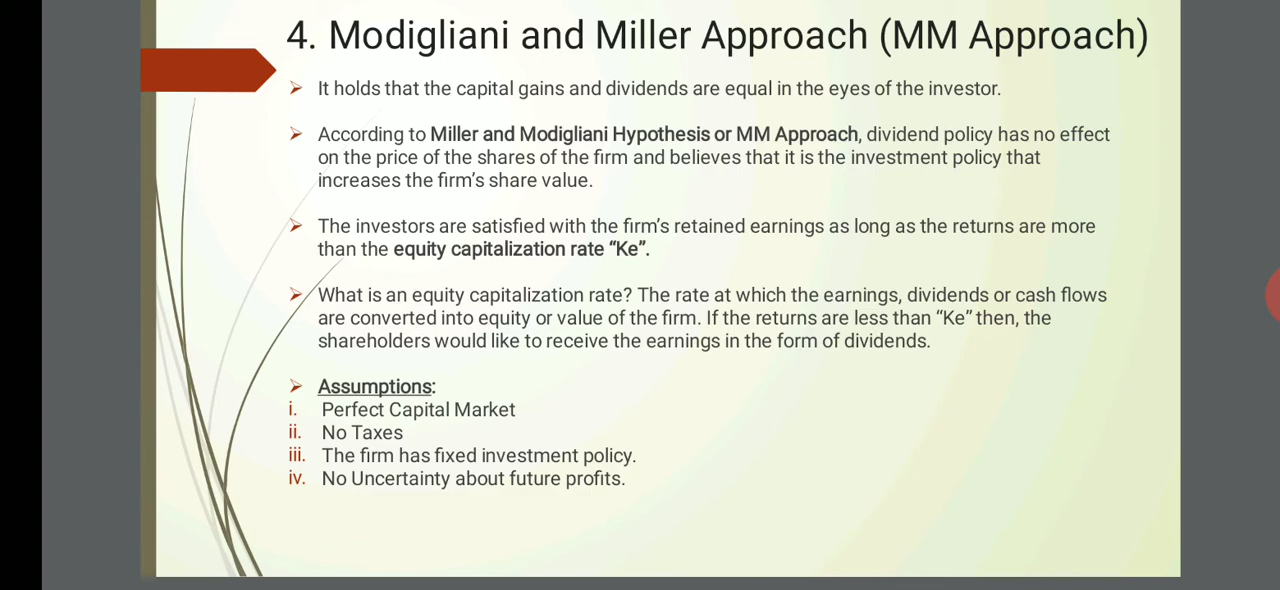 4. Modigliani and Miller Approach (MM Approach)
It holds that the capital gains and dividends are equal in the eyes of the investor.
According to Miller and Modigliani Hypothesis or MM Approach, dividend policy has no effect
on the price of the shares of the firm and believes that it is the investment policy that
increases the firm's share value.
The investors are satisfied with the firm's retained earnings as long as the returns are more
than the equity capitalization rate “Ke”.
What is an equity capitalization rate? The rate at which the earnings, dividends or cash flows
are converted into equity or value of the firm. If the returns are less than “Ke” then, the
shareholders would like to receive the earnings in the form of dividends.
Assumptions:
i. Perfect Capital Market
ii. No Taxes
iii. The firm has fixed investment policy.
iv. No Uncertainty about future profits.